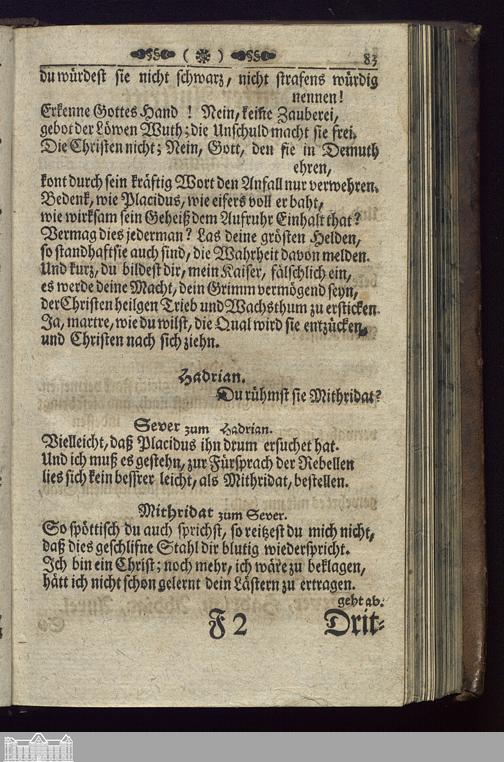 ( ) 83
du würdest sie nicht schwarz, nicht strafens würdig
nennen!
Erkenne Gottes Hand ! Nein, keine Zauberei,
gebot der Löwen Wuth; die Unschuld macht sie frei.
Die Christen nicht; Nein, Gott, den sie in Demuth
ehren,
kont durch sein kräftig Wort den Anfall nur verwehren.
Bedenk, wie Placidus, wie eifers voll er baht,
wie wirksam sein Geheiß dem Aufruhr Einhalt that?
Vermag dies jederman? Las deine grösten Helden,
so standhaft sie auch sind, die Wahrheit davon melden.
Und kurz, du bildest dir, mein Kaiser, fälschlich ein,
es werde deine Macht, dein Grimm vermögend seyn,
der Christen heilgen Trieb und Wachsthum zu ersticken.
Ja, martre, wie du wilst, die Qual wird sie entzücken,
und Christen nach sich ziehn.
Hadrian.
Du rühmst sie Mithridat?
Sever zum Hadrian.
Vielleicht, daß Placidus ihn drum ersuchet hat.
Und ich muß es gestehn, zur Fürsprach der Rebellen
lies sich kein bessrer leicht, als Mithridat, bestellen.
Mithridat zum Sever.
So spöttisch du auch sprichst, so reitzest du mich nicht,
daß dies geschlifne Stahl dir blutig wiederspricht.
Ich bin ein Christ; noch mehr, ich wäre zu beklagen,
hätt ich nicht schon gelernt dein Lästern zu ertragen.
geht ab.
F 2 Drit-